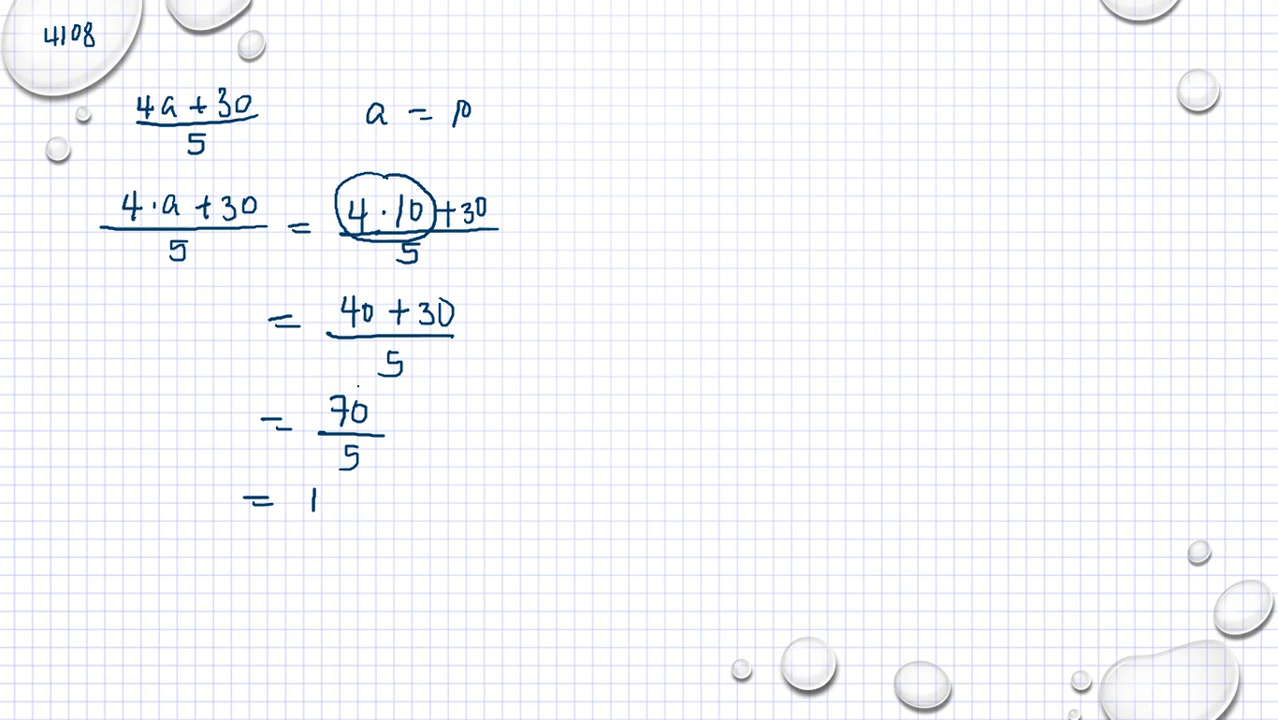 4108
4a + 30 / 5    a = 10
4 · a + 30 / 5 = 4 · 10 + 30 / 5
= 40 + 30 / 5
= 70 / 5
= 1